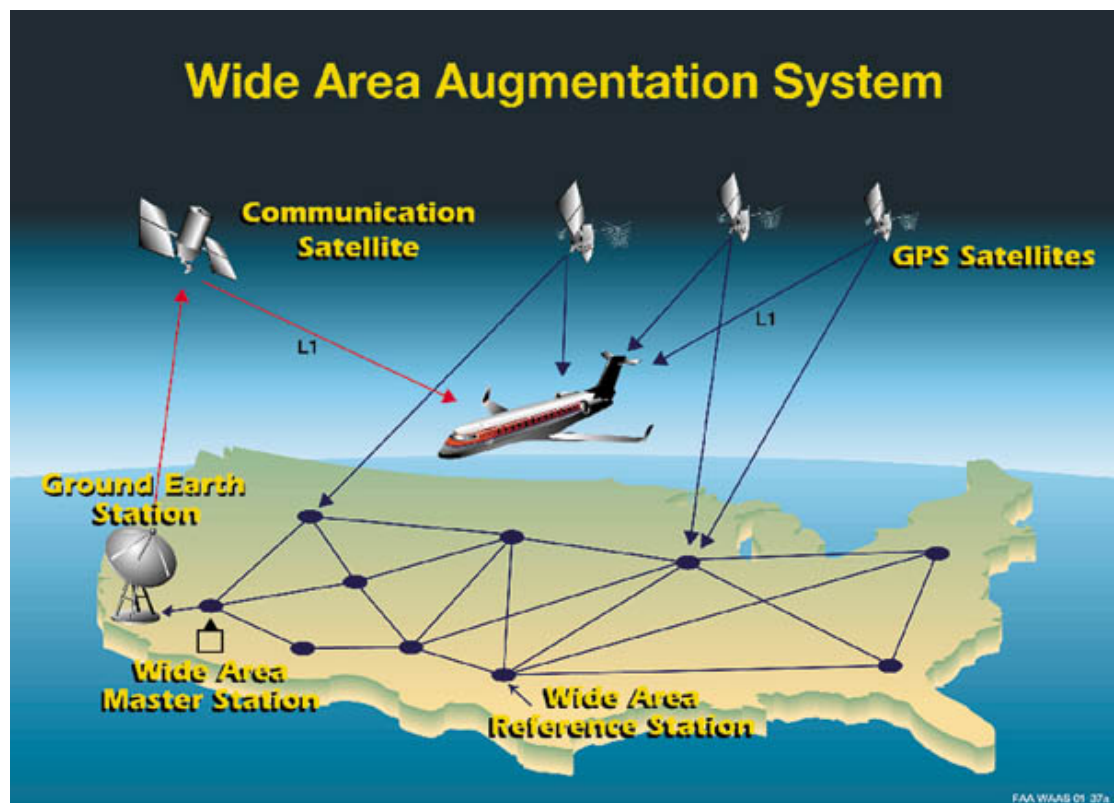 Wide Area Augmentation System
Communication
Satellite
GPS Satellites
L1
L1
Ground Earth
Station
Wide Area
Master Station
Wide Area
Reference Station
FAA WAAS 01-37a